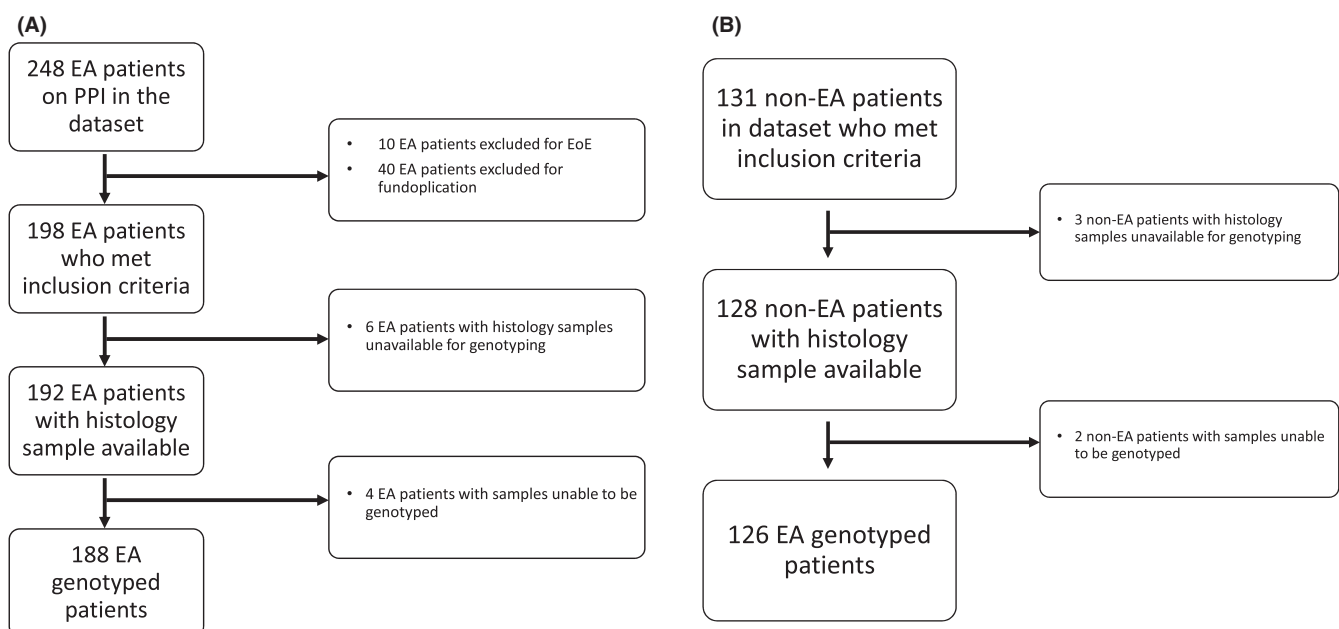 (A)
248 EA patients
on PPI in the
dataset
• 10 EA patients excluded for EoE
• 40 EA patients excluded for
fundoplication
198 EA patients
who met
inclusion criteria
• 6 EA patients with histology samples
unavailable for genotyping
192 EA patients
with histology
sample available
• 4 EA patients with samples unable to be
genotyped
188 EA
genotyped
patients
(B)
131 non-EA patients
in dataset who met
inclusion criteria
• 3 non-EA patients with histology
samples unavailable for genotyping
128 non-EA patients
with histology
sample available
• 2 non-EA patients with samples unable
to be genotyped
126 EA genotyped
patients